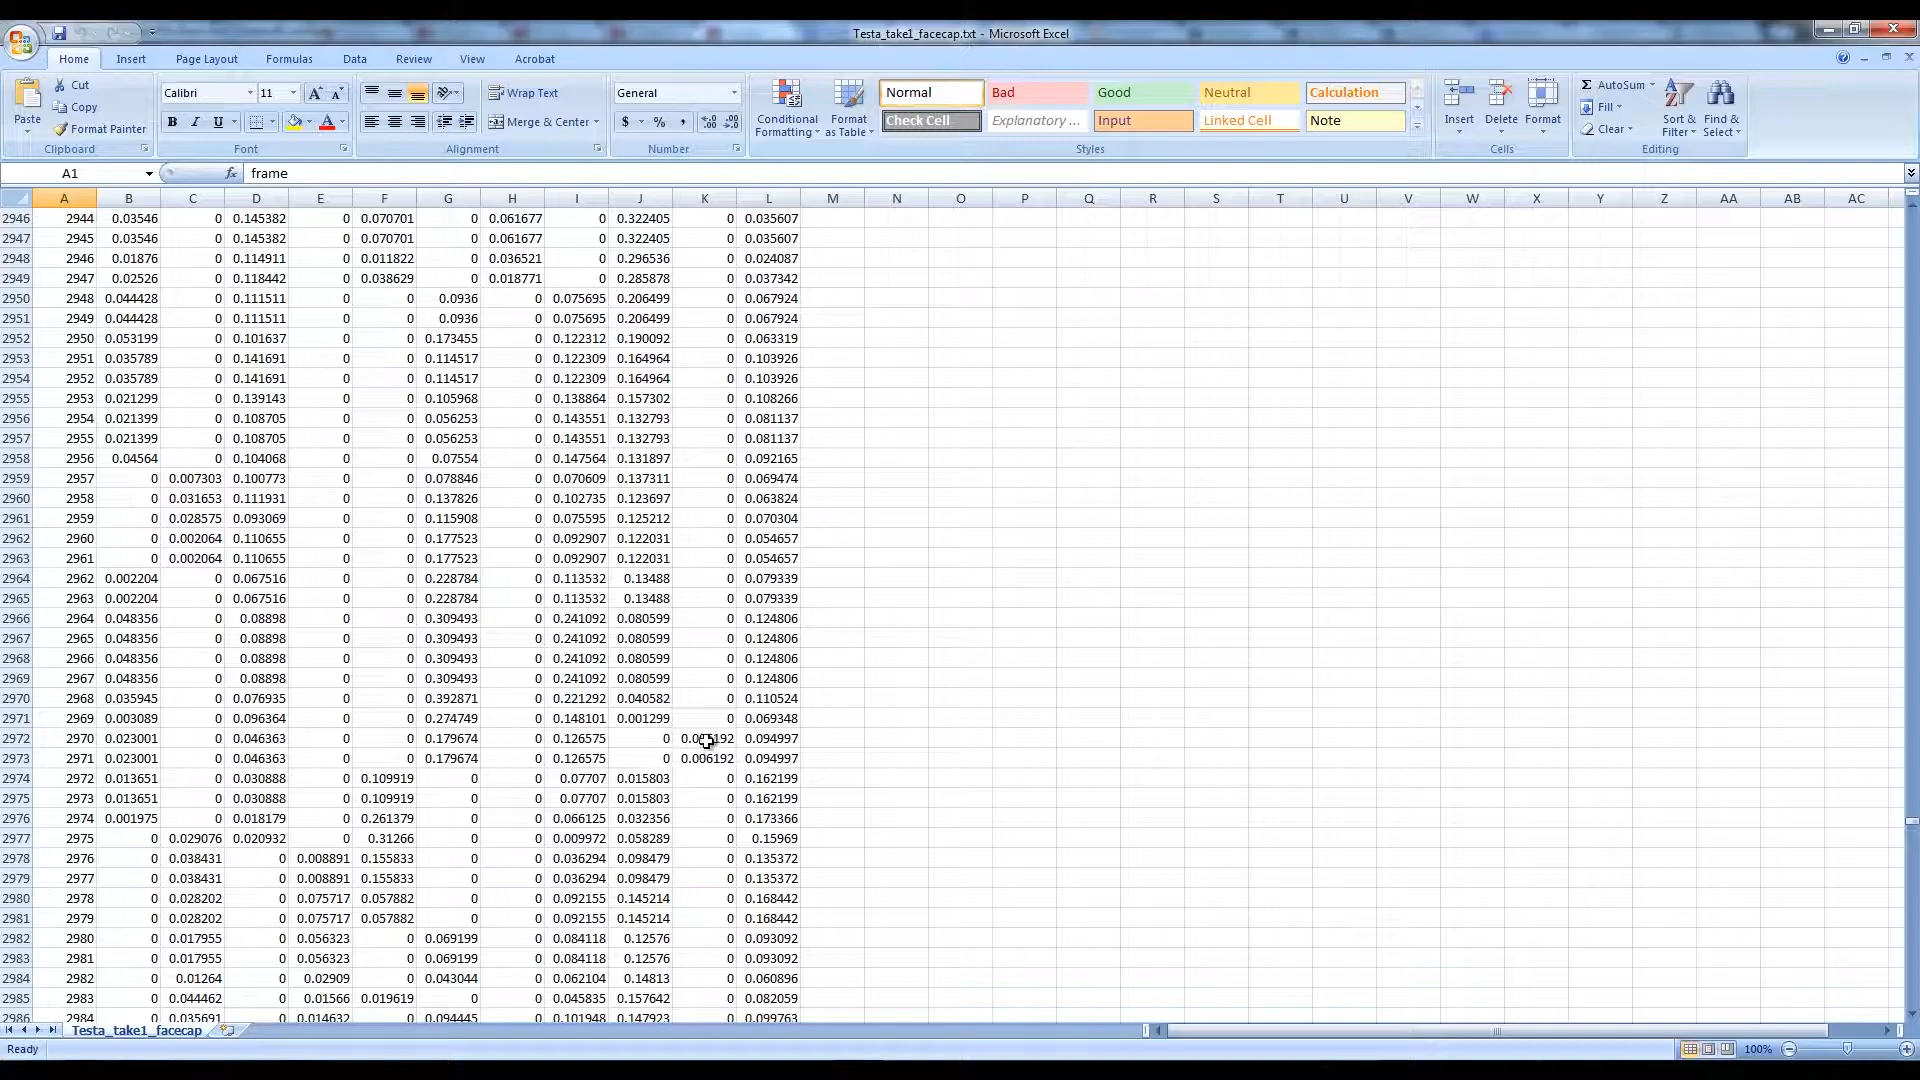 Testa_take1_facecap.txt - Microsoft Excel
Home Insert Page Layout Formulas Data Review View Acrobat
Paste Cut Copy Format Painter Clipboard
Calibri 11 B I U Font
Wrap Text Merge & Center Alignment
General $ % , Number
Conditional Formatting Format as Table
Normal Bad Good Neutral Calculation
Check Cell Explanatory ... Input Linked Cell Note
Styles
Insert Delete Format Cells
AutoSum Fill Clear Sort & Filter Find & Select Editing
A1 fx frame
A B C D E F G H I J K L M N O P Q R S T U V W X Y Z AA AB AC
2946 2944 0.03546 0 0.145382 0 0.070701 0 0.061677 0 0.322405 0 0.035607
2947 2945 0.03546 0 0.145382 0 0.070701 0 0.061677 0 0.322405 0 0.035607
2948 2946 0.01876 0 0.114911 0 0.011822 0 0.036521 0 0.296536 0 0.024087
2949 2947 0.02526 0 0.118442 0 0.038629 0 0.018771 0 0.285878 0 0.037342
2950 2948 0.044428 0 0.111511 0 0 0.0936 0 0.075695 0.206499 0 0.067924
2951 2949 0.044428 0 0.111511 0 0 0.0936 0 0.075695 0.206499 0 0.067924
2952 2950 0.053199 0 0.101637 0 0 0.173455 0 0.122312 0.190092 0 0.063319
2953 2951 0.035789 0 0.141691 0 0 0.114517 0 0.122309 0.164964 0 0.103926
2954 2952 0.035789 0 0.141691 0 0 0.114517 0 0.122309 0.164964 0 0.103926
2955 2953 0.021299 0 0.139143 0 0 0.105968 0 0.138864 0.157302 0 0.108266
2956 2954 0.021399 0 0.108705 0 0 0.056253 0 0.143551 0.132793 0 0.081137
2957 2955 0.021399 0 0.108705 0 0 0.056253 0 0.143551 0.132793 0 0.081137
2958 2956 0.04564 0 0.104068 0 0 0.07554 0 0.147564 0.131897 0 0.092165
2959 2957 0 0.007303 0.100773 0 0 0.078846 0 0.070609 0.137311 0 0.069474
2960 2958 0 0.031653 0.111931 0 0 0.137826 0 0.102735 0.123697 0 0.063824
2961 2959 0 0.028575 0.093069 0 0 0.115908 0 0.075595 0.125212 0 0.070304
2962 2960 0 0.002064 0.110655 0 0 0.177523 0 0.092907 0.122031 0 0.054657
2963 2961 0 0.002064 0.110655 0 0 0.177523 0 0.092907 0.122031 0 0.054657
2964 2962 0.002204 0 0.067516 0 0 0.228784 0 0.113532 0.13488 0 0.079339
2965 2963 0.002204 0 0.067516 0 0 0.228784 0 0.113532 0.13488 0 0.079339
2966 2964 0.048356 0 0.08898 0 0 0.309493 0 0.241092 0.080599 0 0.124806
2967 2965 0.048356 0 0.08898 0 0 0.309493 0 0.241092 0.080599 0 0.124806
2968 2966 0.048356 0 0.08898 0 0 0.309493 0 0.241092 0.080599 0 0.124806
2969 2967 0.048356 0 0.08898 0 0 0.309493 0 0.241092 0.080599 0 0.124806
2970 2968 0.035945 0 0.076935 0 0 0.392871 0 0.221292 0.040582 0 0.110524
2971 2969 0.003089 0 0.096364 0 0 0.274749 0 0.148101 0.001299 0 0.069348
2972 2970 0.023001 0 0.046363 0 0 0.179674 0 0.126575 0 0.094997
2973 2971 0.023001 0 0.046363 0 0 0.179674 0 0.126575 0 0.006192 0.094997
2974 2972 0.013651 0 0.030888 0 0.109919 0 0 0.07707 0.015803 0 0.162199
2975 2973 0.013651 0 0.030888 0 0.109919 0 0 0.07707 0.015803 0 0.162199
2976 2974 0.001975 0 0.018179 0 0.261379 0 0 0.066125 0.032356 0 0.173366
2977 2975 0 0.029076 0.020932 0 0.31266 0 0 0.009972 0.058289 0 0.15969
2978 2976 0 0.038431 0 0.008891 0.155833 0 0 0.036294 0.098479 0 0.135372
2979 2977 0 0.038431 0 0.008891 0.155833 0 0 0.036294 0.098479 0 0.135372
2980 2978 0 0.028202 0 0.075717 0.057882 0 0 0.092155 0.145214 0 0.168442
2981 2979 0 0.028202 0 0.075717 0.057882 0 0 0.092155 0.145214 0 0.168442
2982 2980 0 0.017955 0 0.056323 0 0.069199 0 0.084118 0.12576 0 0.093092
2983 2981 0 0.017955 0 0.056323 0 0.069199 0 0.084118 0.12576 0 0.093092
2984 2982 0 0.01264 0 0.02909 0 0.043044 0 0.062104 0.14813 0 0.060896
2985 2983 0 0.044462 0 0.01566 0.019619 0 0 0.045835 0.157642 0 0.082059
2986 2984 0 0.035691 0 0.014632 0 0.094445 0 0.101948 0.147923 0 0.099763
Testa_take1_facecap
Ready 100%